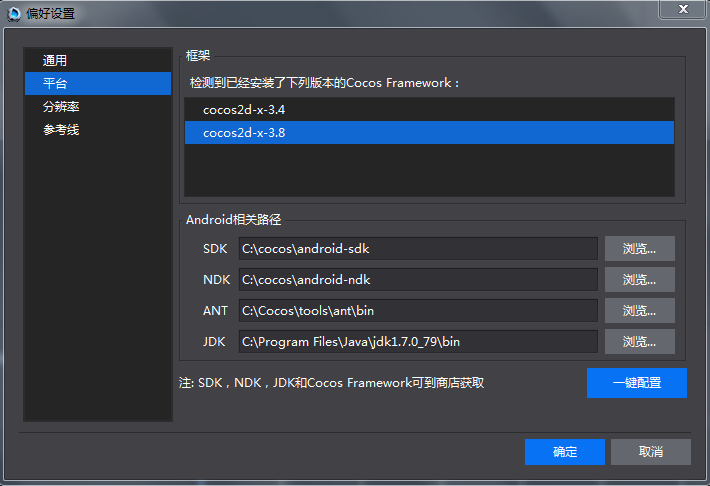 偏好设置
通用
平台
分辨率
参考线
框架
检测到已经安装了下列版本的Cocos Framework：
cocos2d-x-3.4
cocos2d-x-3.8
Android相关路径
SDK C:\cocos\android-sdk 浏览...
NDK C:\cocos\android-ndk 浏览...
ANT C:\Cocos\tools\ant\bin 浏览...
JDK C:\Program Files\Java\jdk1.7.0_79\bin 浏览...
注: SDK，NDK，JDK和Cocos Framework可到商店获取 一键配置
确定 取消